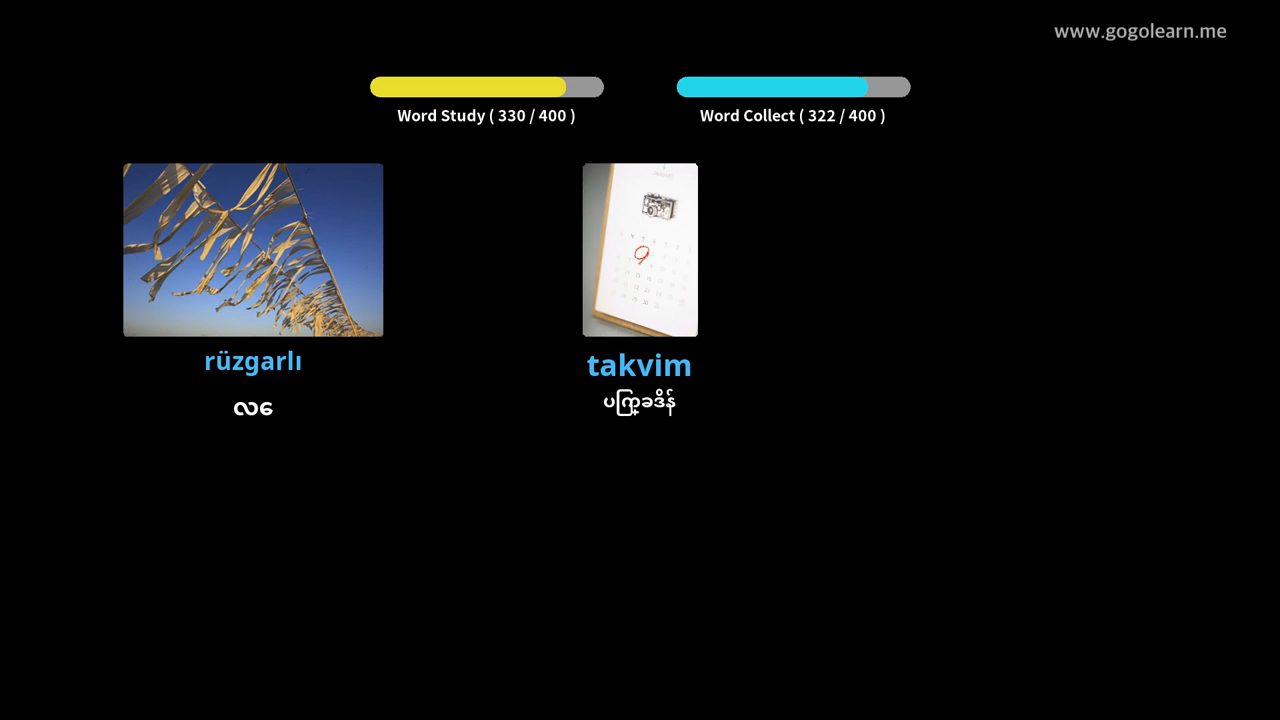 www.gogolearn.me
Word Study ( 330 / 400 )
Word Collect ( 322 / 400 )
9
rüzgarlı
လေ
takvim
ပက္ခြဒိန်